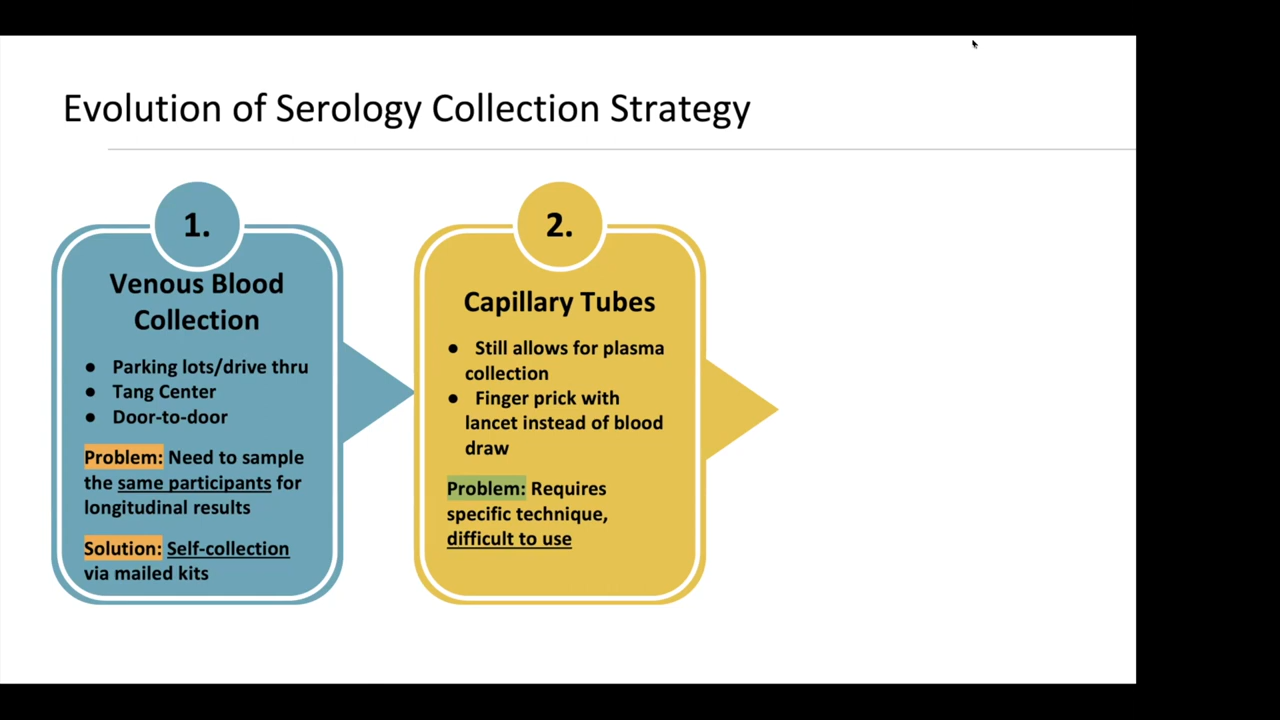 Evolution of Serology Collection Strategy
1.
Venous Blood
Collection
● Parking lots/drive thru
● Tang Center
● Door-to-door
Problem: Need to sample
the same participants for
longitudinal results
Solution: Self-collection
via mailed kits
2.
Capillary Tubes
● Still allows for plasma
collection
● Finger prick with
lancet instead of blood
draw
Problem: Requires
specific technique,
difficult to use